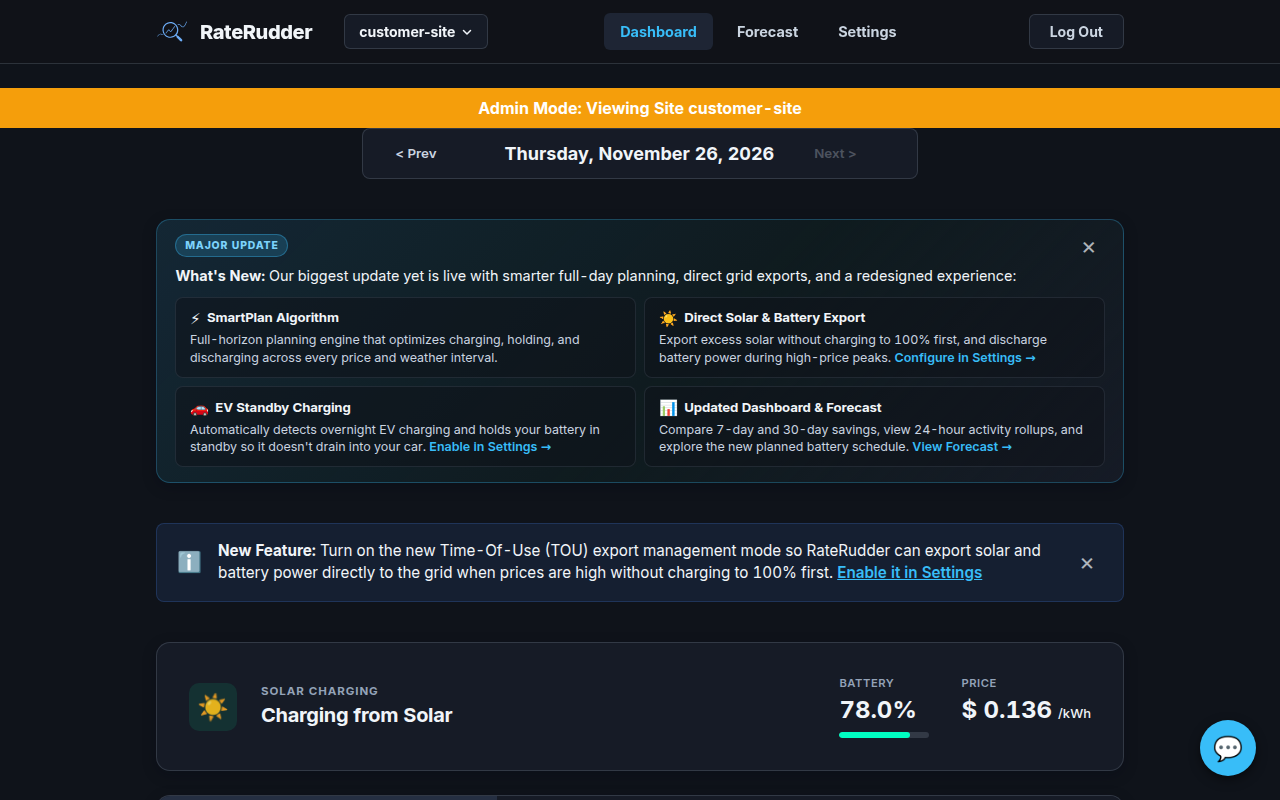 RateRudder
customer-site
Dashboard
Forecast
Settings
Log Out
Admin Mode: Viewing Site customer-site
< Prev
Thursday, November 26, 2026
Next >
MAJOR UPDATE
What's New: Our biggest update yet is live with smarter full-day planning, direct grid exports, and a redesigned experience:
SmartPlan Algorithm
Full-horizon planning engine that optimizes charging, holding, and
discharging across every price and weather interval.
Direct Solar & Battery Export
Export excess solar without charging to 100% first, and discharge
battery power during high-price peaks. Configure in Settings →
EV Standby Charging
Automatically detects overnight EV charging and holds your battery in
standby so it doesn't drain into your car. Enable in Settings →
Updated Dashboard & Forecast
Compare 7-day and 30-day savings, view 24-hour activity rollups, and
explore the new planned battery schedule. View Forecast →
New Feature: Turn on the new Time-Of-Use (TOU) export management mode so RateRudder can export solar and
battery power directly to the grid when prices are high without charging to 100% first. Enable it in Settings
SOLAR CHARGING
Charging from Solar
BATTERY
78.0%
PRICE
$ 0.136 /kWh